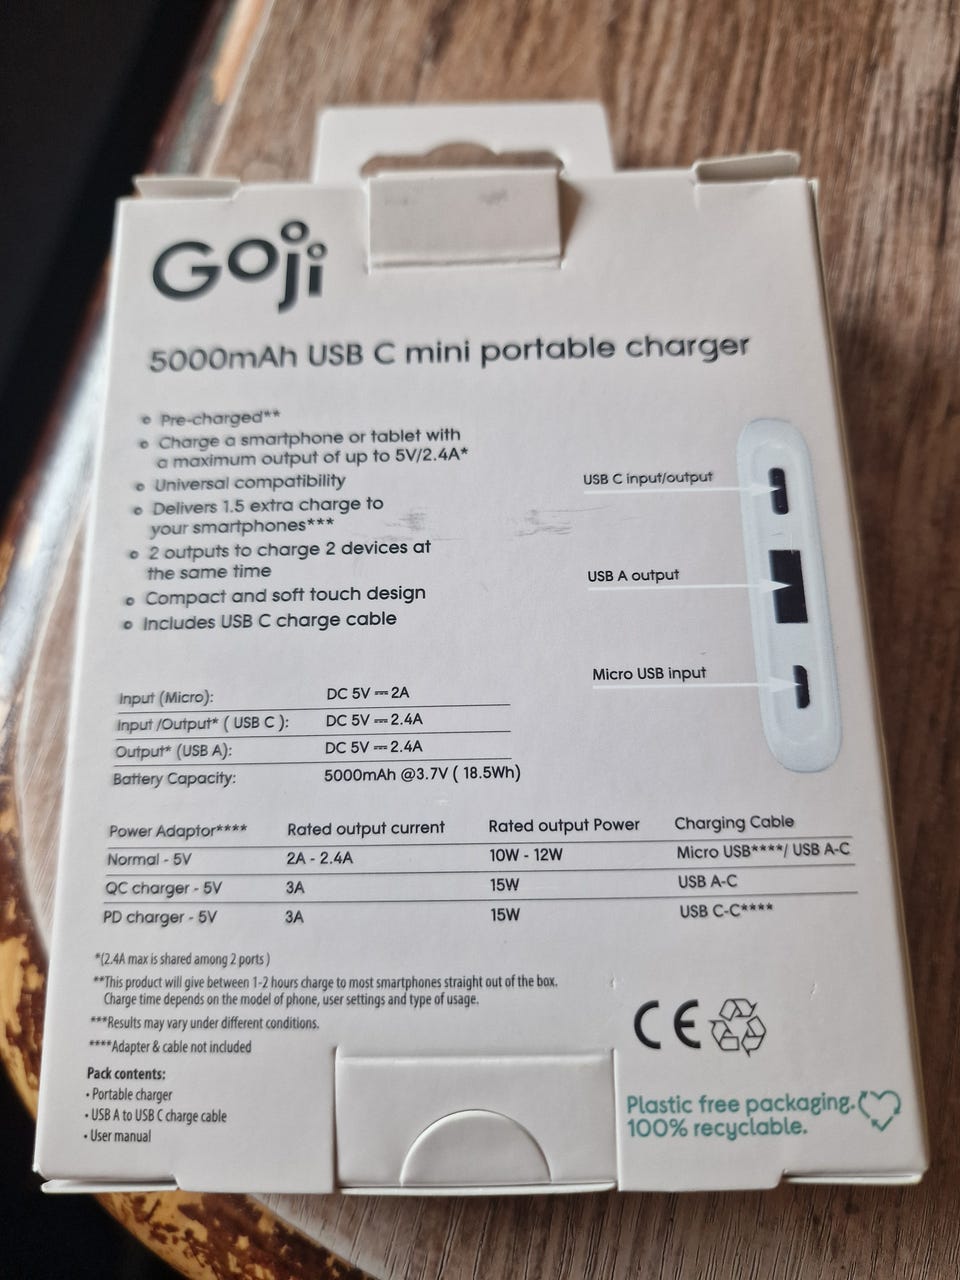 Goji
5000mAh USB C mini portable charger
Pre-charged**
Charge a smartphone or tablet with
a maximum output of up to 5V/2.4A*
Universal compatibility
Delivers 1.5 extra charge to
your smartphones***
2 outputs to charge 2 devices at
the same time
Compact and soft touch design
Includes USB C charge cable
USB C input/output
USB A output
Micro USB input
Input (Micro): DC 5V ⎓ 2A
Input /Output* ( USB C ): DC 5V ⎓ 2.4A
Output* (USB A): DC 5V ⎓ 2.4A
Battery Capacity: 5000mAh @3.7V ( 18.5Wh)
Power Adaptor**** Rated output current Rated output Power Charging Cable
Normal - 5V 2A - 2.4A 10W - 12W Micro USB****/ USB A-C
QC charger - 5V 3A 15W USB A-C
PD charger - 5V 3A 15W USB C-C****
*(2.4A max is shared among 2 ports )
**This product will give between 1-2 hours charge to most smartphones straight out of the box.
Charge time depends on the model of phone, user settings and type of usage.
***Results may vary under different conditions.
****Adapter & cable not included
Pack contents:
• Portable charger
• USB A to USB C charge cable
• User manual
CE
Plastic free packaging.
100% recyclable.